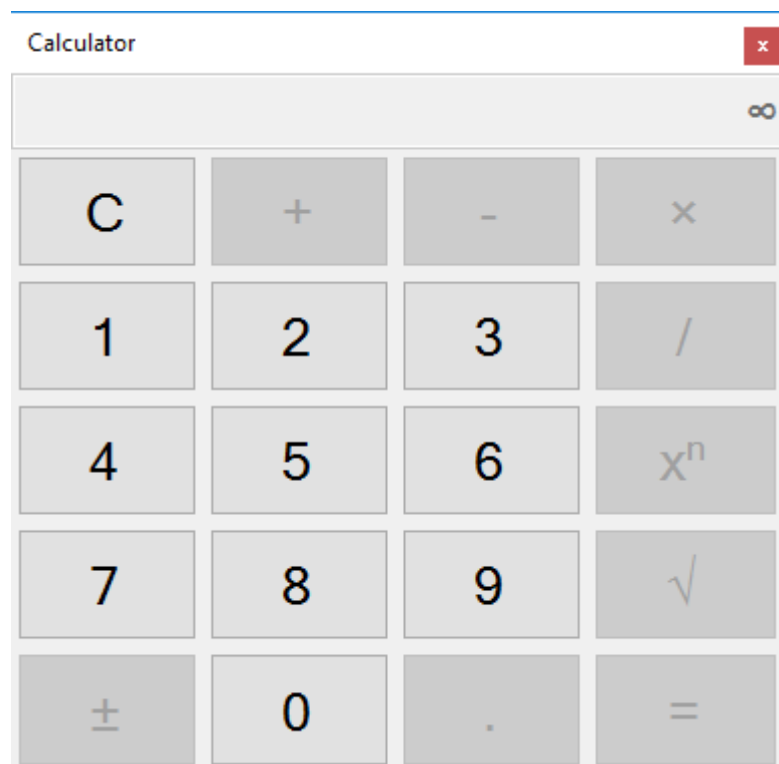 Calculator x
∞
C + - ×
1 2 3 /
4 5 6 xⁿ
7 8 9 √
± 0 . =